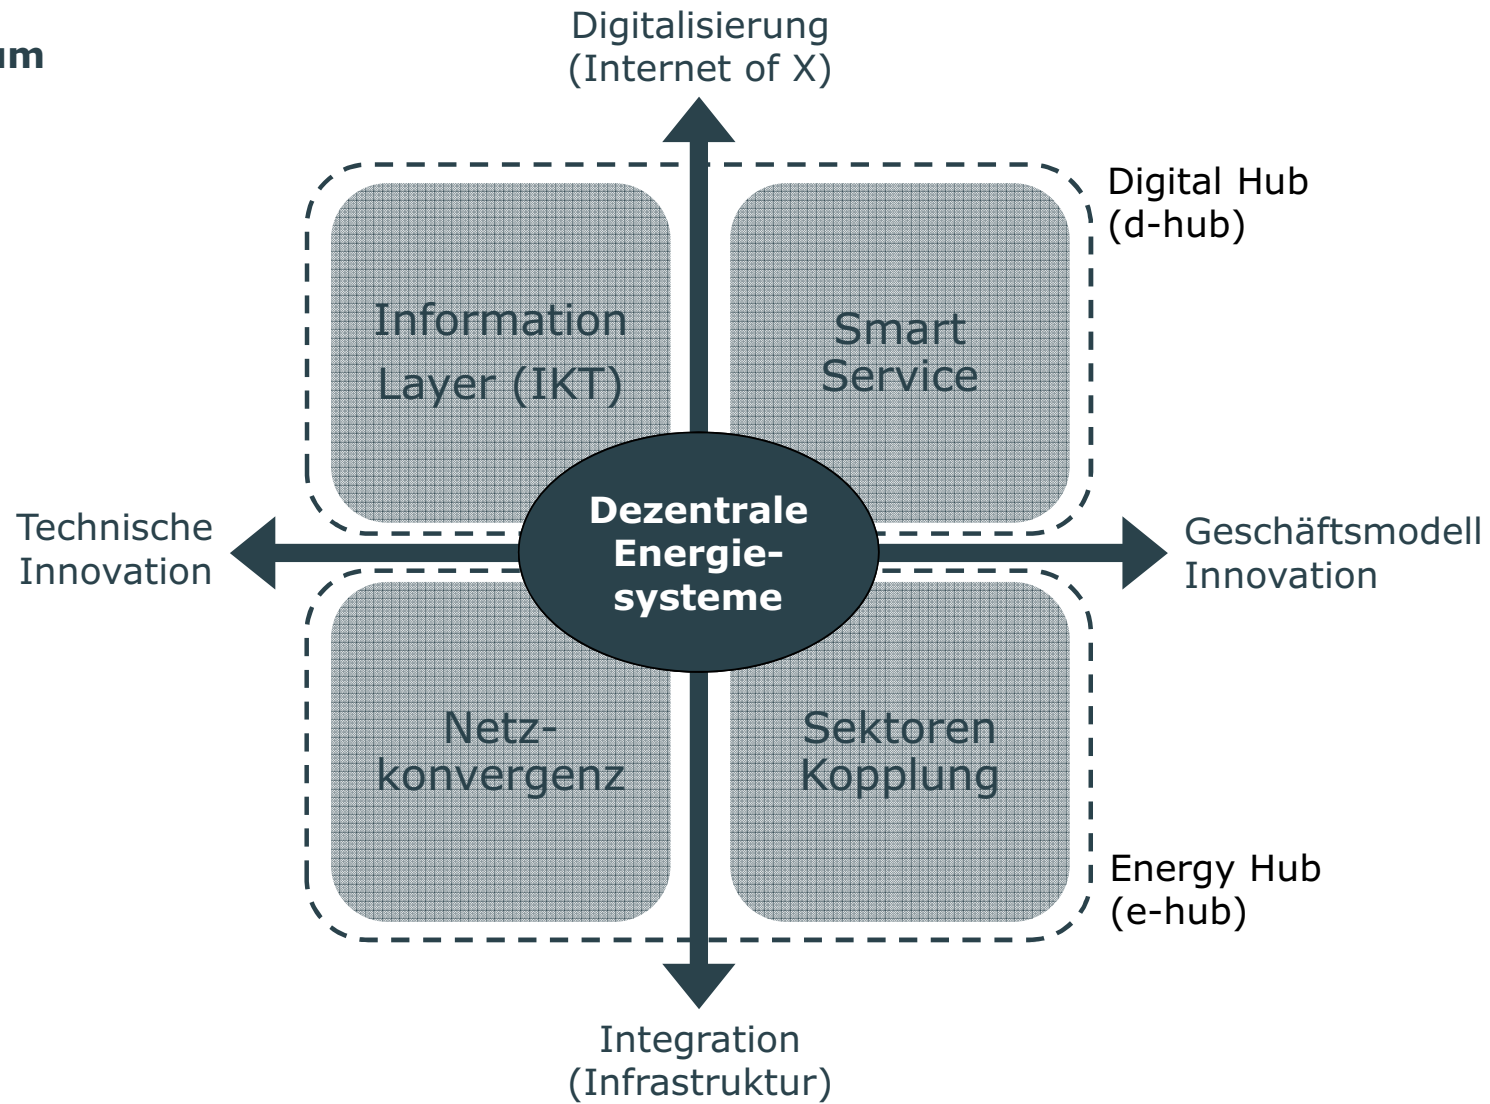 Digitalisierung
(Internet of X)
Digital Hub
(d-hub)
Information
Layer (IKT)
Smart
Service
Technische
Innovation
Dezentrale
Energie-
systeme
Geschäftsmodell
Innovation
Netz-
konvergenz
Sektoren
Kopplung
Energy Hub
(e-hub)
Integration
(Infrastruktur)